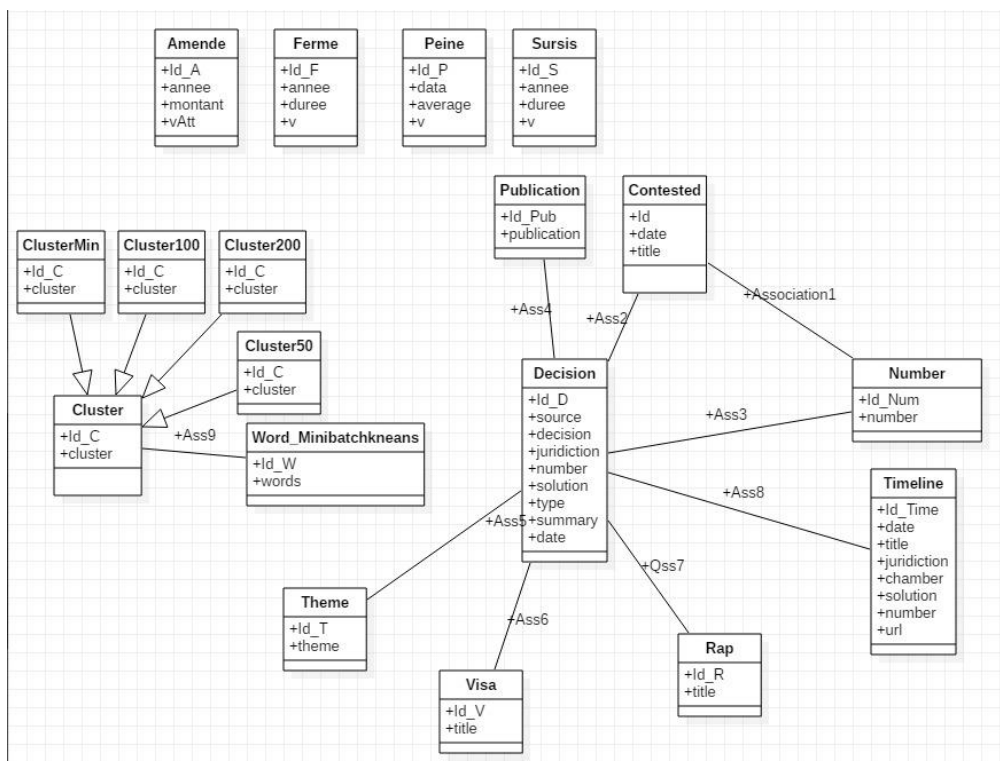 Amende
+Id_A
+annee
+montant
+vAtt
Ferme
+Id_F
+annee
+duree
+v
Peine
+Id_P
+data
+average
+v
Sursis
+Id_S
+annee
+duree
+v
Publication
+Id_Pub
+publication
Contested
+Id
+date
+title
ClusterMin
+Id_C
+cluster
Cluster100
+Id_C
+cluster
Cluster200
+Id_C
+cluster
+Association1
+Ass4
+Ass2
Cluster50
+Id_C
+cluster
Decision
+Id_D
+source
+decision
+juridiction
+number
+solution
+type
+summary
+date
Number
+Id_Num
+number
Cluster
+Id_C
+cluster
+Ass9
+Ass3
Word_Minibatchkneans
+Id_W
+words
Timeline
+Id_Time
+date
+title
+juridiction
+chamber
+solution
+number
+url
+Ass8
+Ass5
+Qss7
Theme
+Id_T
+theme
+Ass6
Rap
+Id_R
+title
Visa
+Id_V
+title